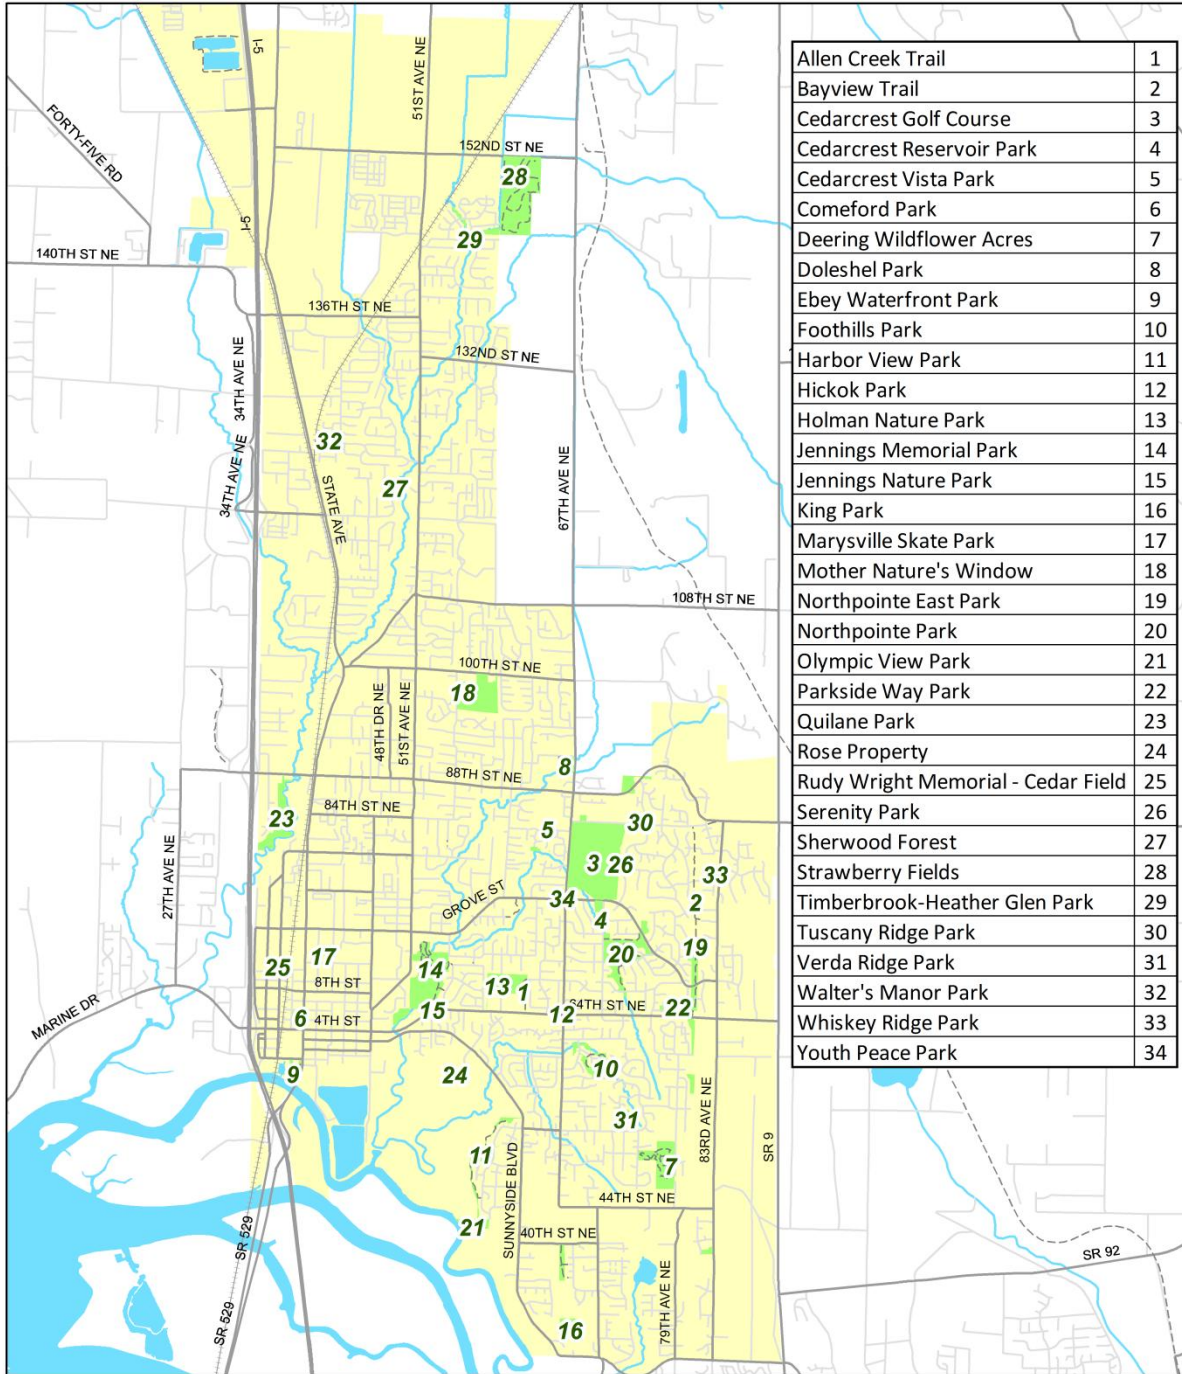 I-5
51ST AVE NE
FORTY-FIVE RD
152ND ST NE
28
I-5
29
140TH ST NE
136TH ST NE
132ND ST NE
34TH AVE NE
32
34TH AVE NE
27
STATE AVE
67TH AVE NE
108TH ST NE
100TH ST NE
18
48TH DR NE
51ST AVE NE
8
88TH ST NE
84TH ST NE
23
5
30
27TH AVE NE
3
26
33
GROVE ST
34
2
4
17
25
14
20
19
8TH ST
13
1
15
64TH ST NE
22
12
MARINE DR
6
4TH ST
9
24
10
31
83RD AVE NE
SR 9
11
7
44TH ST NE
SUNNYSIDE BLVD
21
40TH ST NE
SR 529
SR 92
79TH AVE NE
SR 529
16
Allen Creek Trail 1
Bayview Trail 2
Cedarcrest Golf Course 3
Cedarcrest Reservoir Park 4
Cedarcrest Vista Park 5
Comeford Park 6
Deering Wildflower Acres 7
Doleshel Park 8
Ebey Waterfront Park 9
Foothills Park 10
Harbor View Park 11
Hickok Park 12
Holman Nature Park 13
Jennings Memorial Park 14
Jennings Nature Park 15
King Park 16
Marysville Skate Park 17
Mother Nature's Window 18
Northpointe East Park 19
Northpointe Park 20
Olympic View Park 21
Parkside Way Park 22
Quilane Park 23
Rose Property 24
Rudy Wright Memorial - Cedar Field 25
Serenity Park 26
Sherwood Forest 27
Strawberry Fields 28
Timberbrook-Heather Glen Park 29
Tuscany Ridge Park 30
Verda Ridge Park 31
Walter's Manor Park 32
Whiskey Ridge Park 33
Youth Peace Park 34